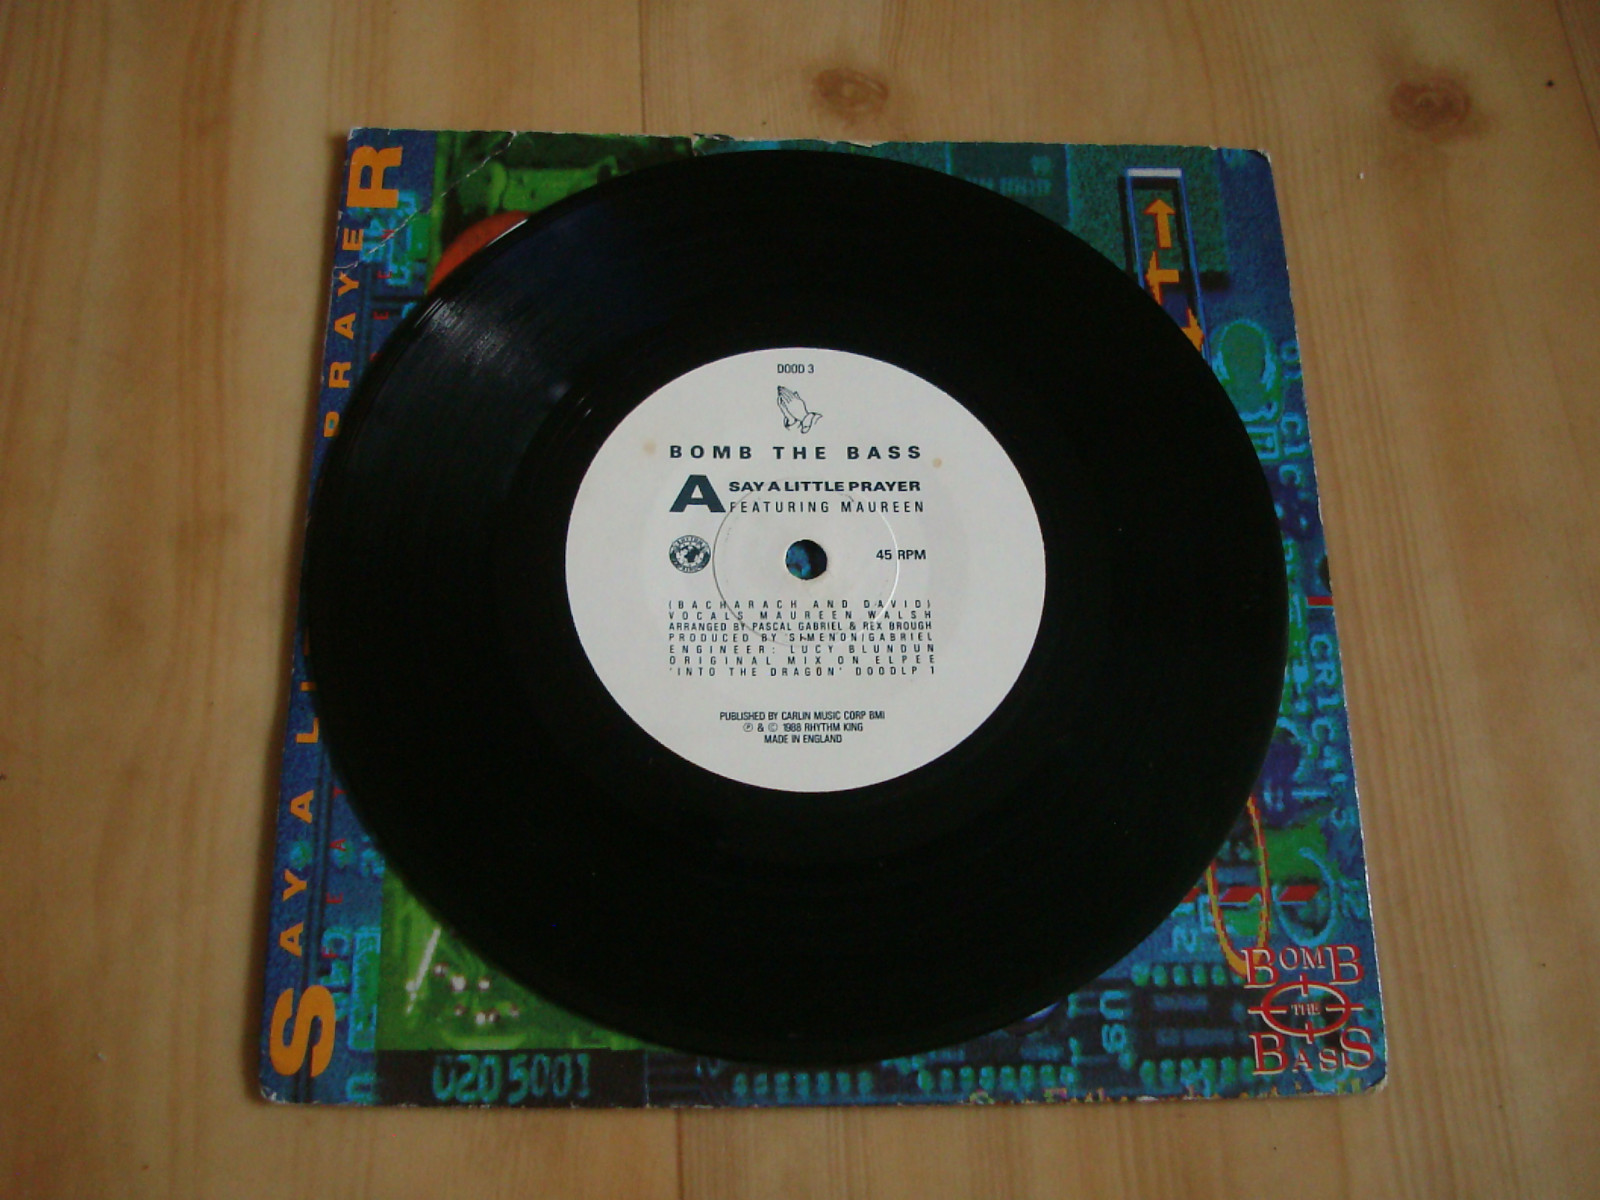 DOOD 3
BOMB THE BASS
A SAY A LITTLE PRAYER
FEATURING MAUREEN
45 RPM
(BACHARACH AND DAVID)
VOCALS MAUREEN WALSH
ARRANGED BY PASCAL GABRIEL & REX BROUGH
PRODUCED BY SIMENON/GABRIEL
ENGINEER: LUCY BLUNDUN
ORIGINAL MIX ON ELPEE
'INTO THE DRAGON' DOODLP 1
PUBLISHED BY CARLIN MUSIC CORP BMI
Ⓟ & © 1988 RHYTHM KING
MADE IN ENGLAND
SAY A LI PRAYER
BOMB
THE
BASS
020 5001